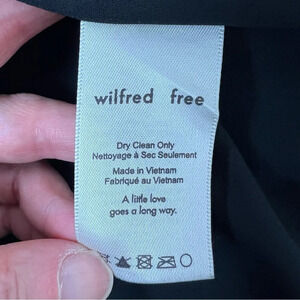 wilfred free
Dry Clean Only
Nettoyage à Sec Seulement
Made in Vietnam
Fabriqué au Vietnam
A little love
goes a long way.